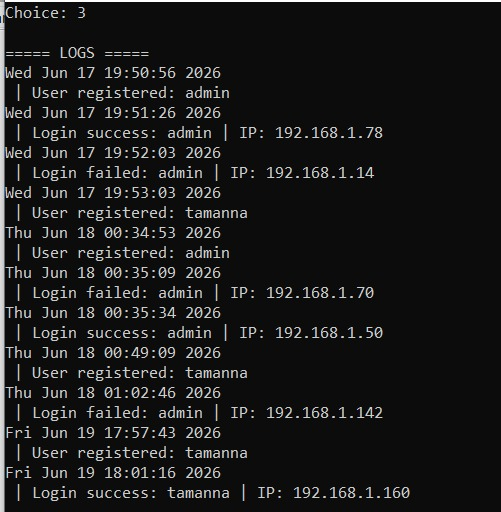 Choice: 3
===== LOGS =====
Wed Jun 17 19:50:56 2026
| User registered: admin
Wed Jun 17 19:51:26 2026
| Login success: admin | IP: 192.168.1.78
Wed Jun 17 19:52:03 2026
| Login failed: admin | IP: 192.168.1.14
Wed Jun 17 19:53:03 2026
| User registered: tamanna
Thu Jun 18 00:34:53 2026
| User registered: admin
Thu Jun 18 00:35:09 2026
| Login failed: admin | IP: 192.168.1.70
Thu Jun 18 00:35:34 2026
| Login success: admin | IP: 192.168.1.50
Thu Jun 18 00:49:09 2026
| User registered: tamanna
Thu Jun 18 01:02:46 2026
| Login failed: admin | IP: 192.168.1.142
Fri Jun 19 17:57:43 2026
| User registered: tamanna
Fri Jun 19 18:01:16 2026
| Login success: tamanna | IP: 192.168.1.160